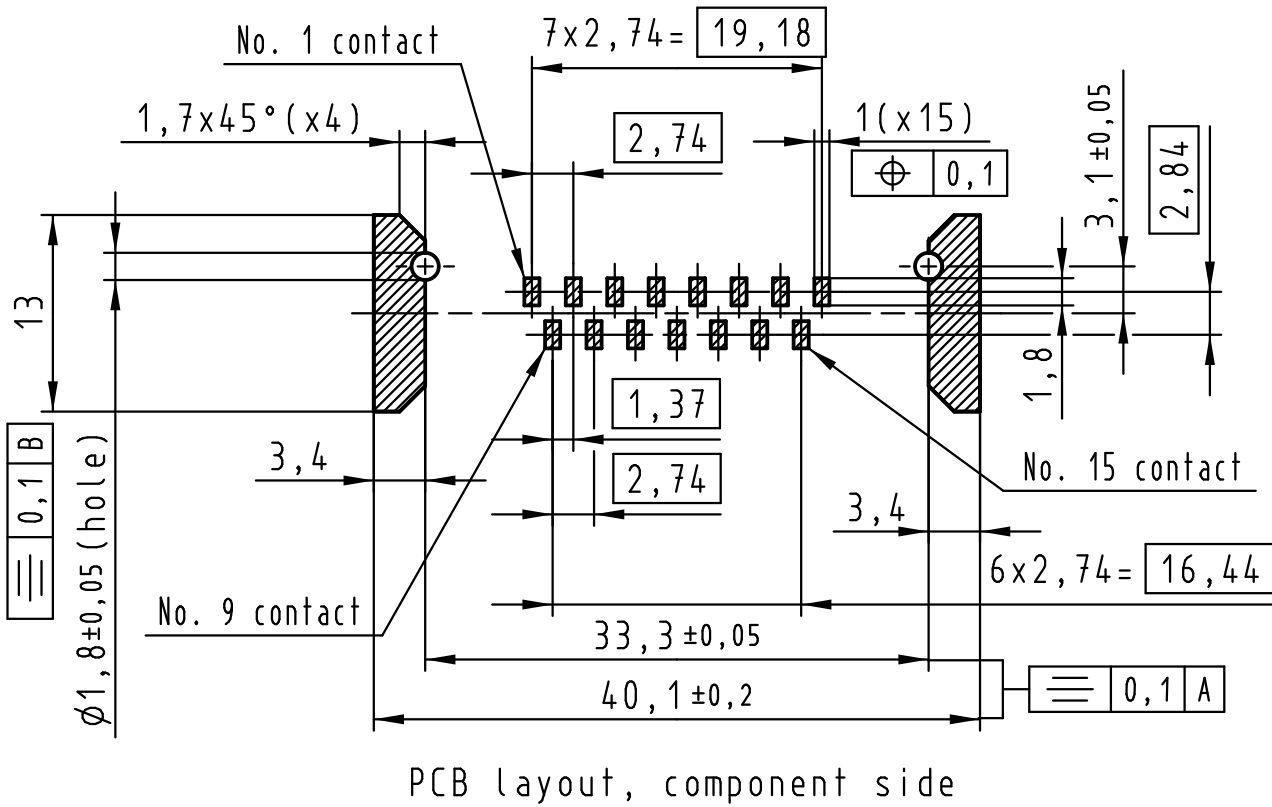 No. 1 contact
7x2,74= 19,18
1,7x45°(x4)
2,74
1(x15)
0,1
3,1±0,05
2,84
13
1,8
1,37
2,74
3,4
No. 15 contact
3,4
0,1 B
Ø1,8±0,05(hole)
6x2,74= 16,44
No. 9 contact
33,3±0,05
40,1±0,2
0,1 A
PCB layout, component side